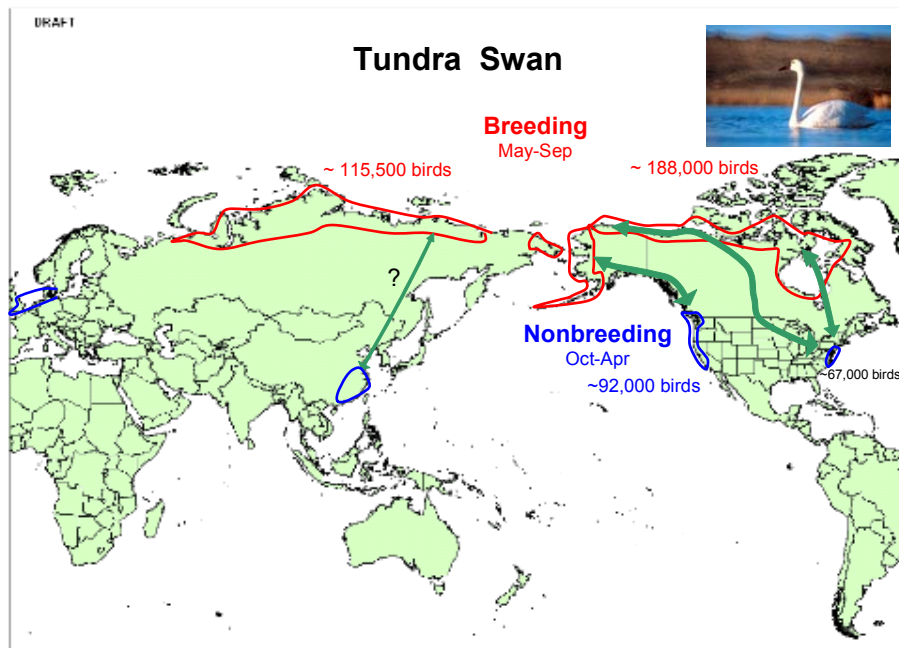 DRAFT
Tundra Swan
Breeding
May-Sep
~ 115,500 birds
~ 188,000 birds
?
Nonbreeding
Oct-Apr
~92,000 birds
~67,000 birds